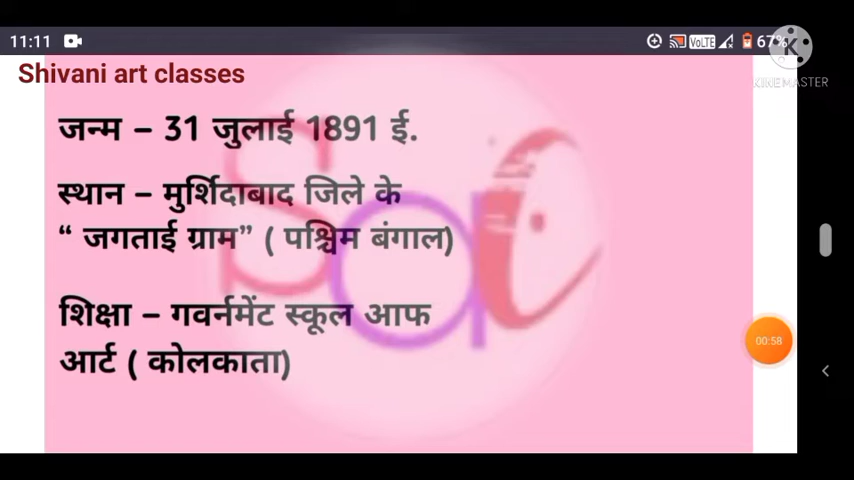 11:11
VoLTE
67%
KINEMASTER
Shivani art classes
जन्म – 31 जुलाई 1891 ई.
स्थान – मुर्शिदाबाद जिले के
“ जगताई ग्राम” ( पश्चिम बंगाल)
शिक्षा – गवर्नमेंट स्कूल आफ
आर्ट ( कोलकाता)
00:58